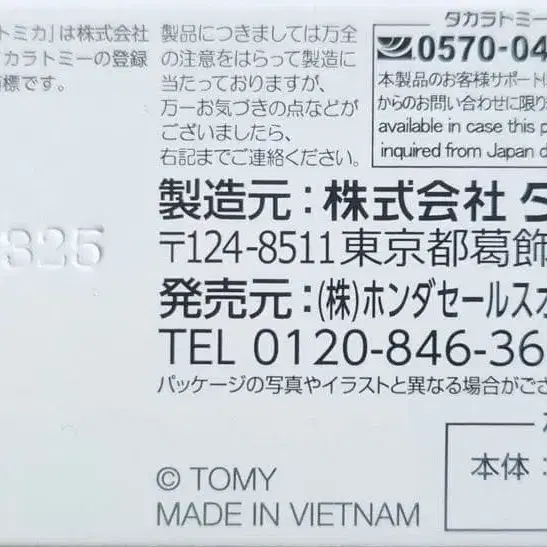 トミカ」は株式会社
カラトミーの登録
標です。
製品につきましては万全
の注意をはらって製造に
当たっておりますが、
万一お気づきの点などが
ございましたら、
右記までご連絡ください。
タカラトミー
0570-04
本製品のお客様サポートに
からのお問い合わせに限り
available in case this p
inquired from Japan d
325
製造元：株式会社 タ
〒124-8511 東京都葛飾
発売元：(株)ホンダセールスオ
TEL 0120-846-36
パッケージの写真やイラストと異なる場合がござ
本体：
© TOMY
MADE IN VIETNAM